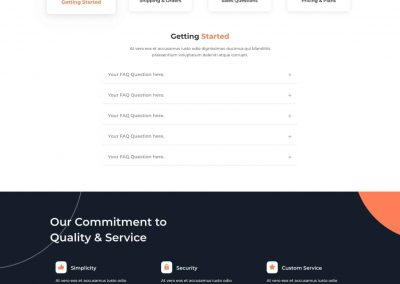 Getting Started
Shipping & Orders
Sales Questions
Pricing & Plans
Getting Started
At vero eos et accusamus iusto odio dignissimos ducimus qui blanditiis
praesentium voluptatum deleniti atque corrupti.
Your FAQ Question here. +
Your FAQ Question here. +
Your FAQ Question here. +
Your FAQ Question here. +
Your FAQ Question here. +
Our Commitment to
Quality & Service
Simplicity
Security
Custom Service
At vero eos et accusamus iusto odio
At vero eos et accusamus iusto odio
At vero eos et accusamus iusto odio